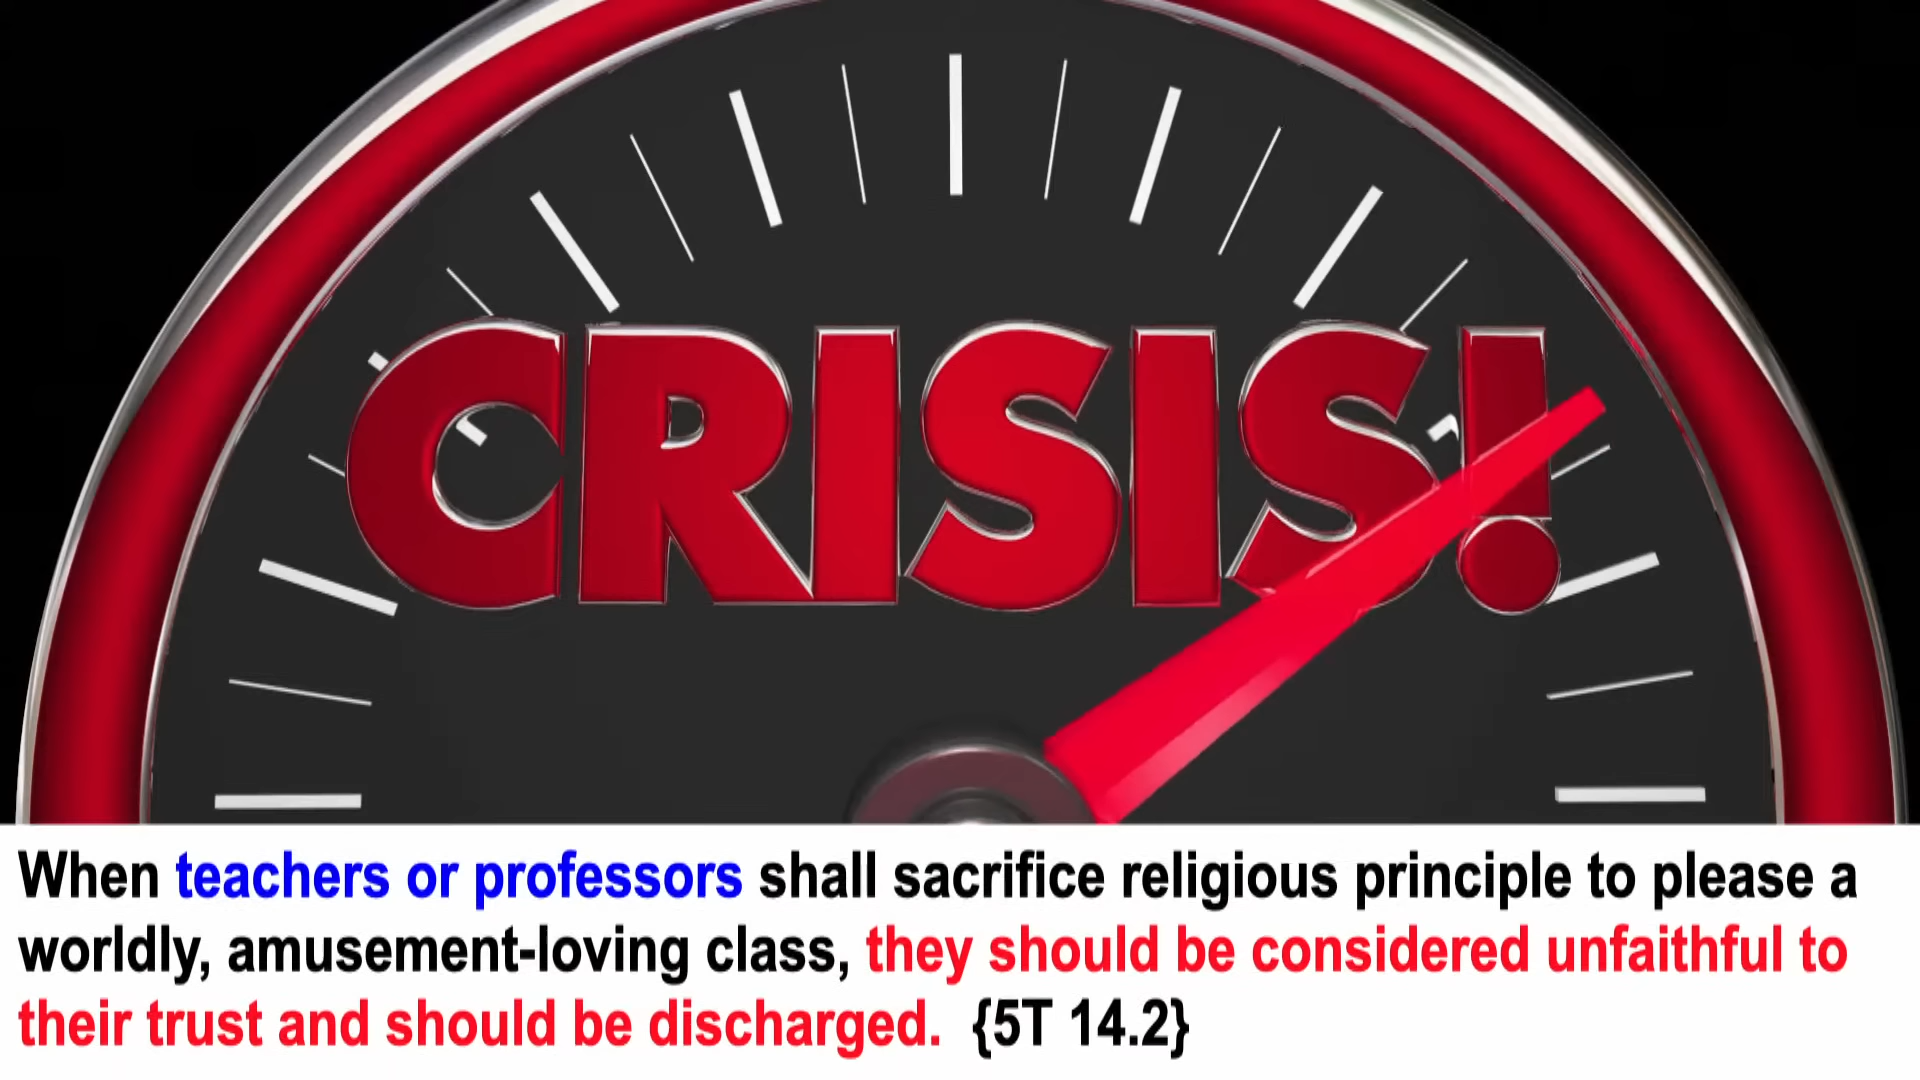 CRISIS!
When teachers or professors shall sacrifice religious principle to please a
worldly, amusement-loving class, they should be considered unfaithful to
their trust and should be discharged. {5T 14.2}